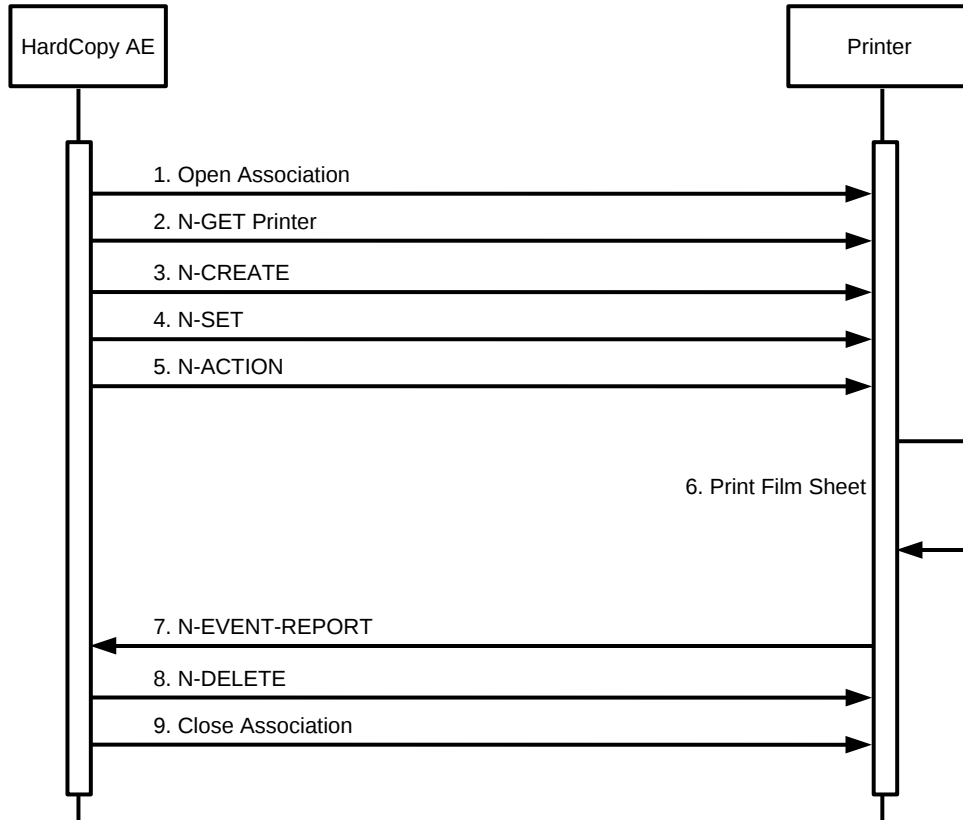 HardCopy AE
Printer
1. Open Association
2. N-GET Printer
3. N-CREATE
4. N-SET
5. N-ACTION
6. Print Film Sheet
7. N-EVENT-REPORT
8. N-DELETE
9. Close Association